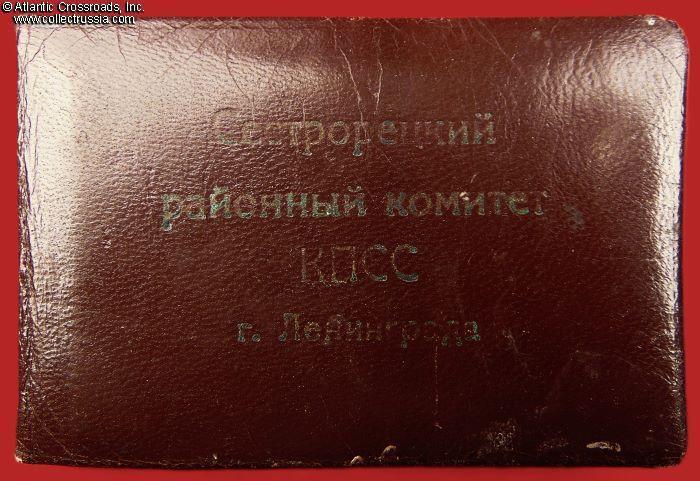 © Atlantic Crossroads, Inc.
www.collectrussia.com
Сестрорецкий
районный комитет
КПСС
г. Ленинграда